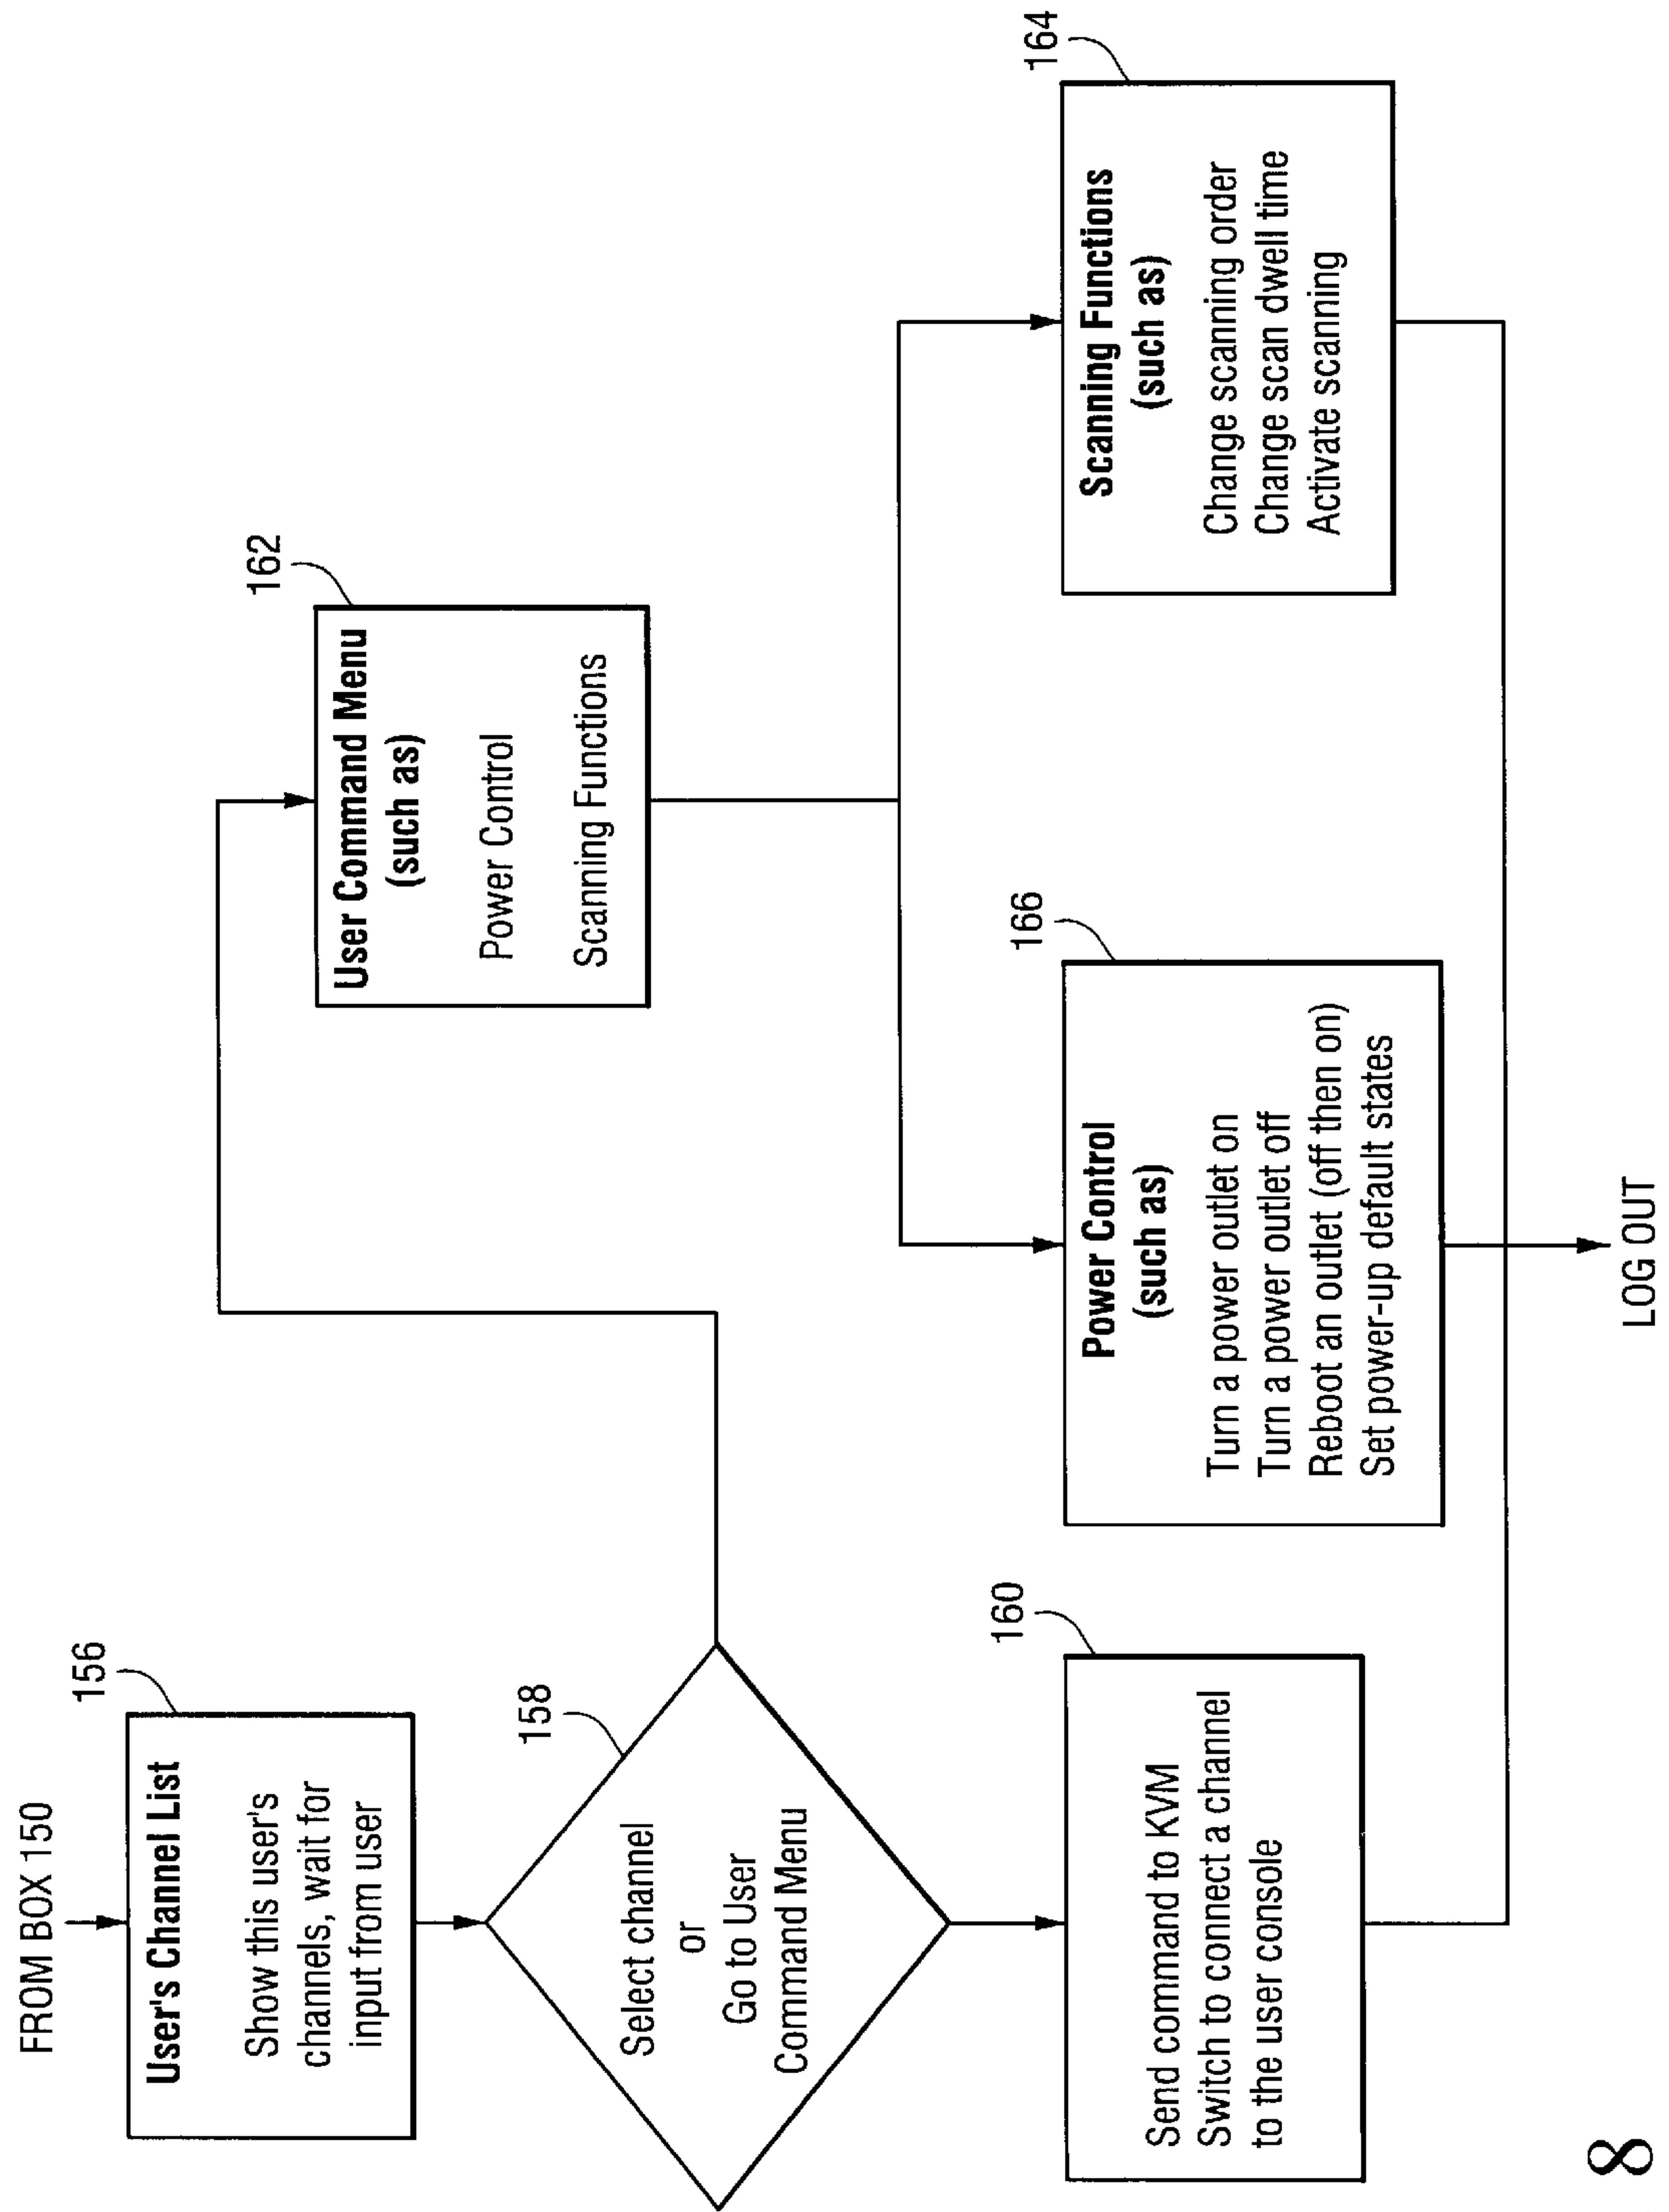 FROM BOX 150
156
User's Channel List
Show this user's
channels, wait for
input from user
158
Select channel
or
Go to User
Command Menu
160
Send command to KVM
Switch to connect a channel
to the user console
162
User Command Menu
(such as)
Power Control
Scanning Functions
166
Power Control
(such as)
Turn a power outlet on
Turn a power outlet off
Reboot an outlet (off then on)
Set power-up default states
164
Scanning Functions
(such as)
Change scanning order
Change scan dwell time
Activate scanning
LOG OUT
8